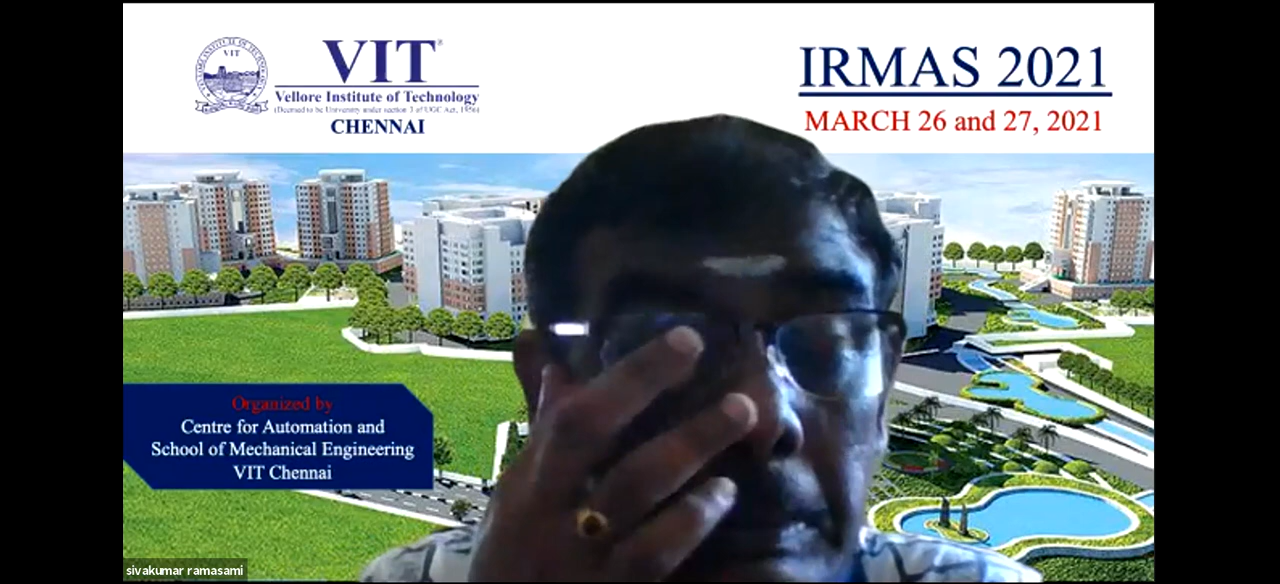 VIT
VIT®
Vellore Institute of Technology
(Deemed to be University under section 3 of UGC Act, 1956)
CHENNAI
IRMAS 2021
MARCH 26 and 27, 2021
Organized by
Centre for Automation and
School of Mechanical Engineering
VIT Chennai
sivakumar ramasami